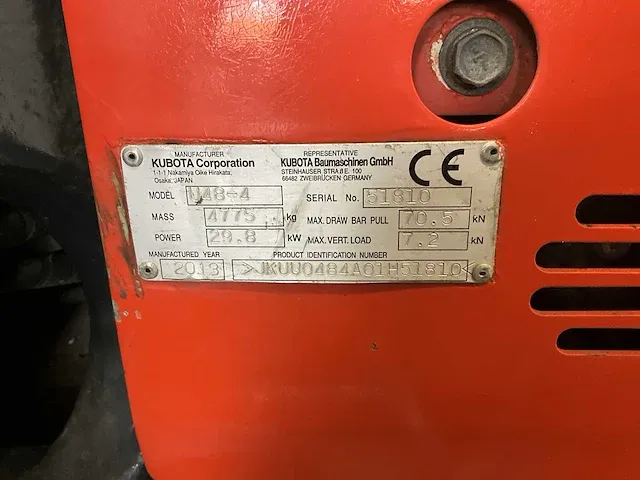 MANUFACTURER REPRESENTATIVE
KUBOTA Corporation KUBOTA Baumaschinen GmbH CE
1-1-1 Nakamiya Oike Hirakata, STEINHAUSER STRAßE 100
Osaka, JAPAN 66482 ZWEIBRÜCKEN GERMANY
MODEL U48-4 SERIAL No. 51810
MASS 4775 kg MAX. DRAW BAR PULL 70.5 kN
POWER 29.8 kW MAX. VERT. LOAD 7.2 kN
MANUFACTURED YEAR PRODUCT IDENTIFICATION NUMBER
2013 >JKUU0484A01H51810<